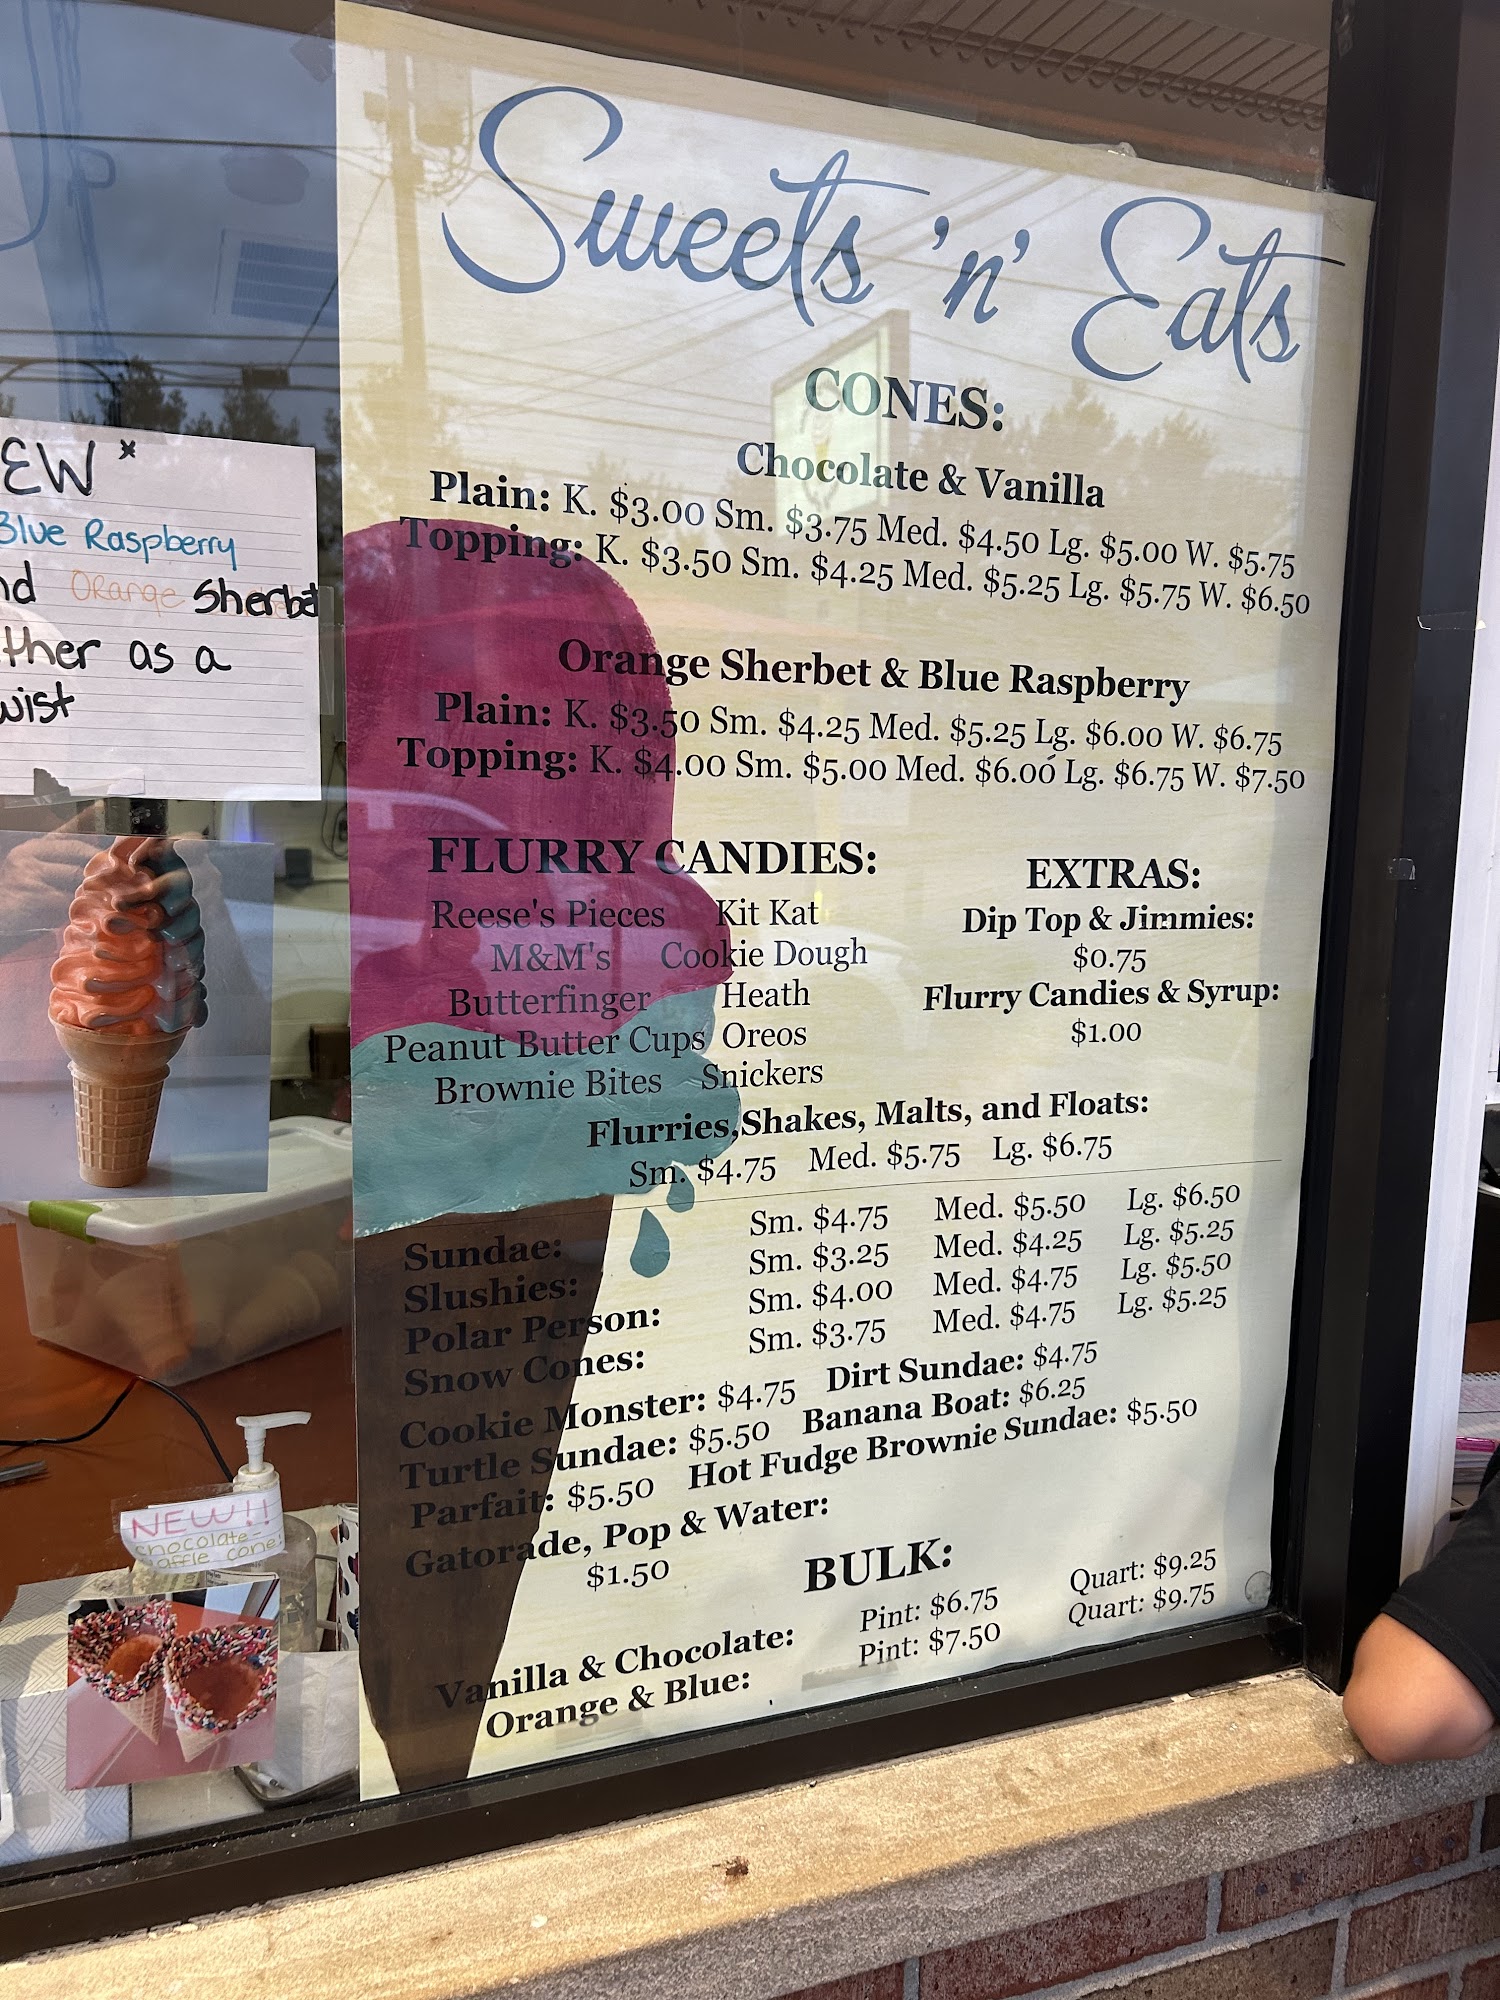 Sweets 'n' Eats
CONES:
Chocolate & Vanilla
Plain: K. $3.00 Sm. $3.75 Med. $4.50 Lg. $5.00 W. $5.75
Topping: K. $3.50 Sm. $4.25 Med. $5.25 Lg. $5.75 W. $6.50
Orange Sherbet & Blue Raspberry
Plain: K. $3.50 Sm. $4.25 Med. $5.25 Lg. $6.00 W. $6.75
Topping: K. $4.00 Sm. $5.00 Med. $6.00 Lg. $6.75 W. $7.50
FLURRY CANDIES:
Reese's Pieces Kit Kat
M&M's Cookie Dough
Butterfinger Heath
Peanut Butter Cups Oreos
Brownie Bites Snickers
EXTRAS:
Dip Top & Jimmies:
$0.75
Flurry Candies & Syrup:
$1.00
Flurries,Shakes, Malts, and Floats:
Sm. $4.75 Med. $5.75 Lg. $6.75
Sundae: Sm. $4.75 Med. $5.50 Lg. $6.50
Slushies: Sm. $3.25 Med. $4.25 Lg. $5.25
Polar Person: Sm. $4.00 Med. $4.75 Lg. $5.50
Snow Cones: Sm. $3.75 Med. $4.75 Lg. $5.25
Cookie Monster: $4.75 Dirt Sundae: $4.75
Turtle Sundae: $5.50 Banana Boat: $6.25
Parfait: $5.50 Hot Fudge Brownie Sundae: $5.50
Gatorade, Pop & Water:
$1.50
BULK:
Vanilla & Chocolate: Pint: $6.75 Quart: $9.25
Orange & Blue: Pint: $7.50 Quart: $9.75
EW *
Blue Raspberry
nd Orange Sherbet
ther as a
wist
NEW!!
chocolate-
waffle cone!